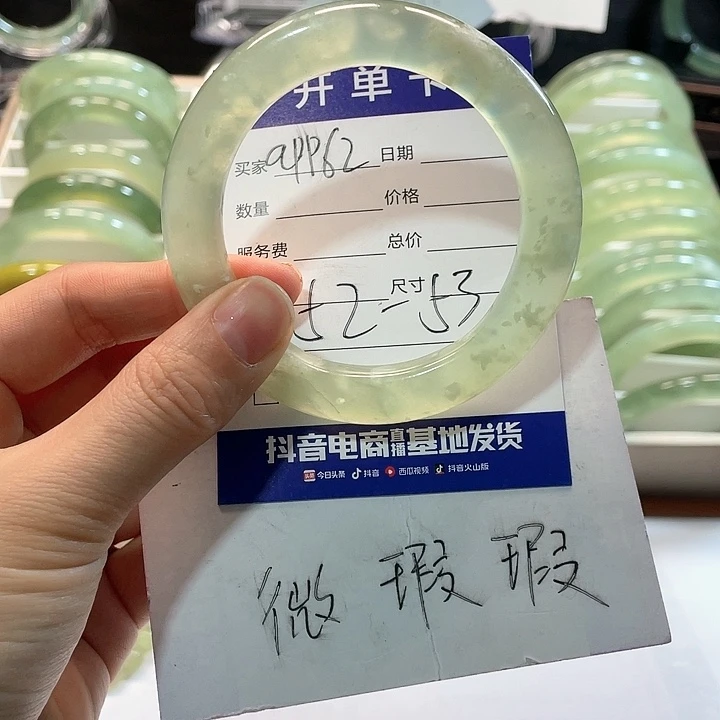 开单卡
买家 app62 日期
数量 价格
服务费 总价
尺寸
52-53
抖音电商直播基地发货
头条 今日头条 抖音 西瓜视频 抖音火山版
微瑕瑕